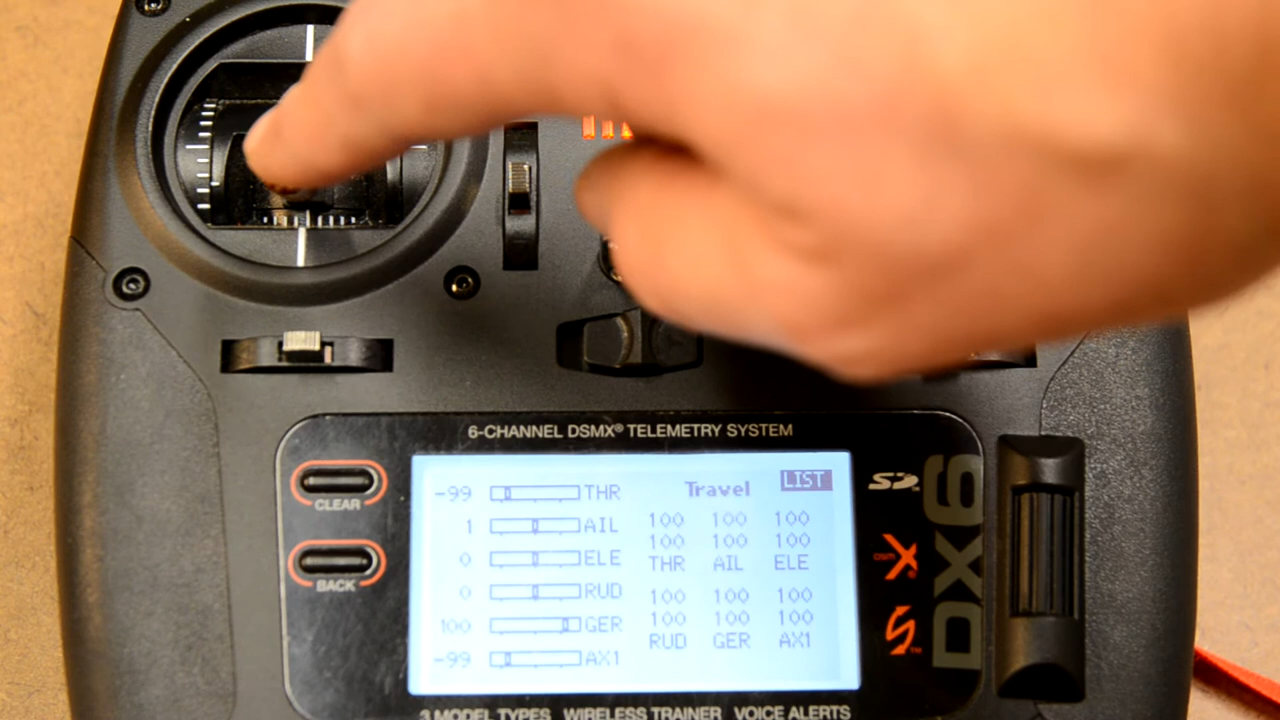 6-CHANNEL DSMX® TELEMETRY SYSTEM
CLEAR
BACK
Travel LIST
-99 THR
1 AIL
0 ELE
0 RUD
100 GER
-99 AX1
100 100 100
100 100 100
THR AIL ELE
100 100 100
100 100 100
RUD GER AX1
SD
DSM X
DX6
3 MODEL TYPES WIRELESS TRAINER VOICE ALERTS